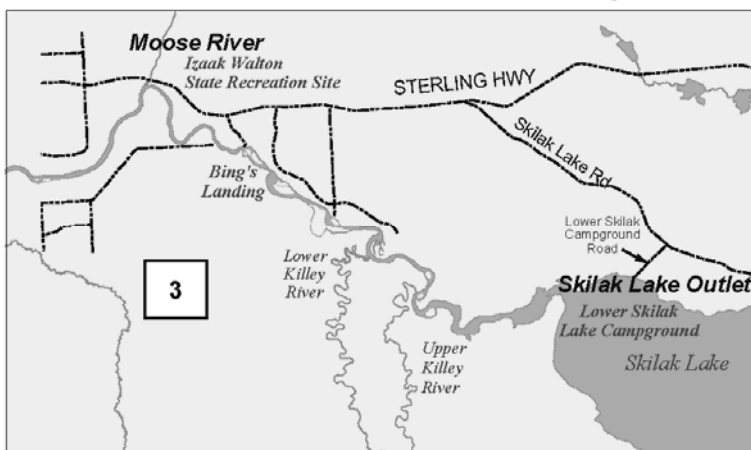 Moose River
Izaak Walton
State Recreation Site
STERLING HWY
Skilak Lake Rd
Bing's
Landing
Lower Skilak
Campground
Road
Lower
Killey
River
3
Skilak Lake Outlet
Lower Skilak
Lake Campground
Upper
Killey
River
Skilak Lake